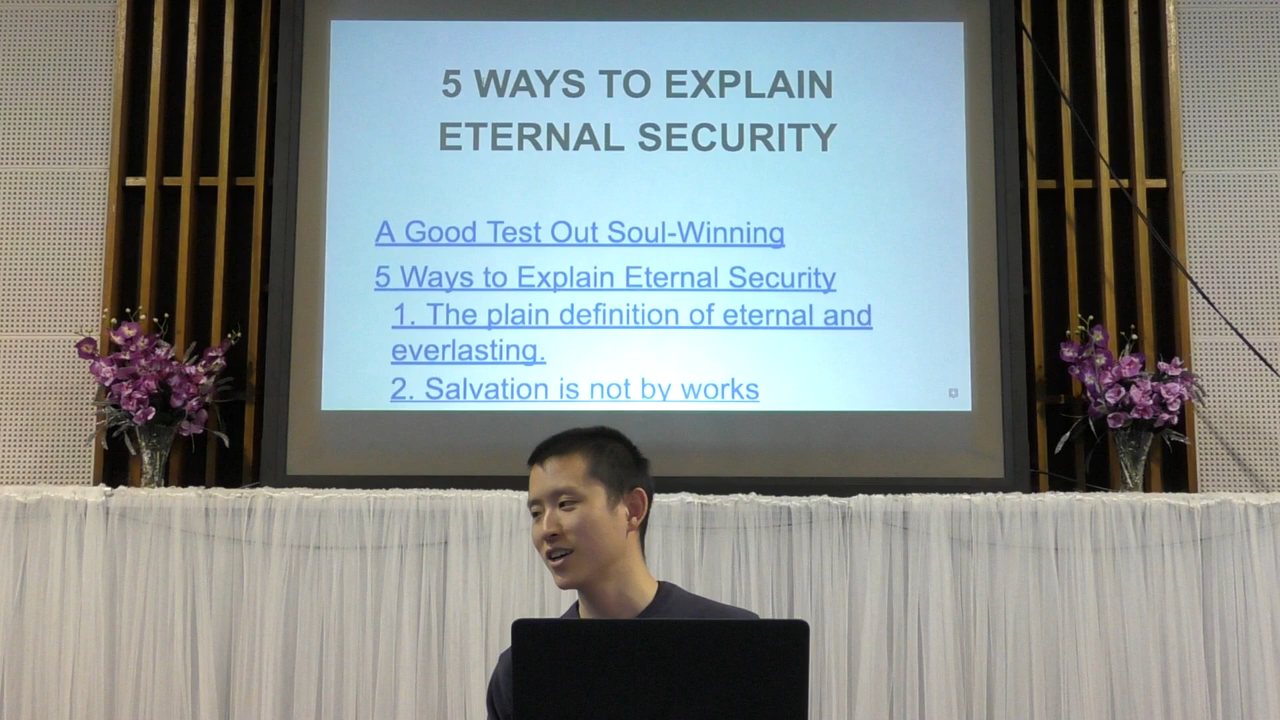 5 WAYS TO EXPLAIN
ETERNAL SECURITY
A Good Test Out Soul-Winning
5 Ways to Explain Eternal Security
1. The plain definition of eternal and
everlasting.
2. Salvation is not by works